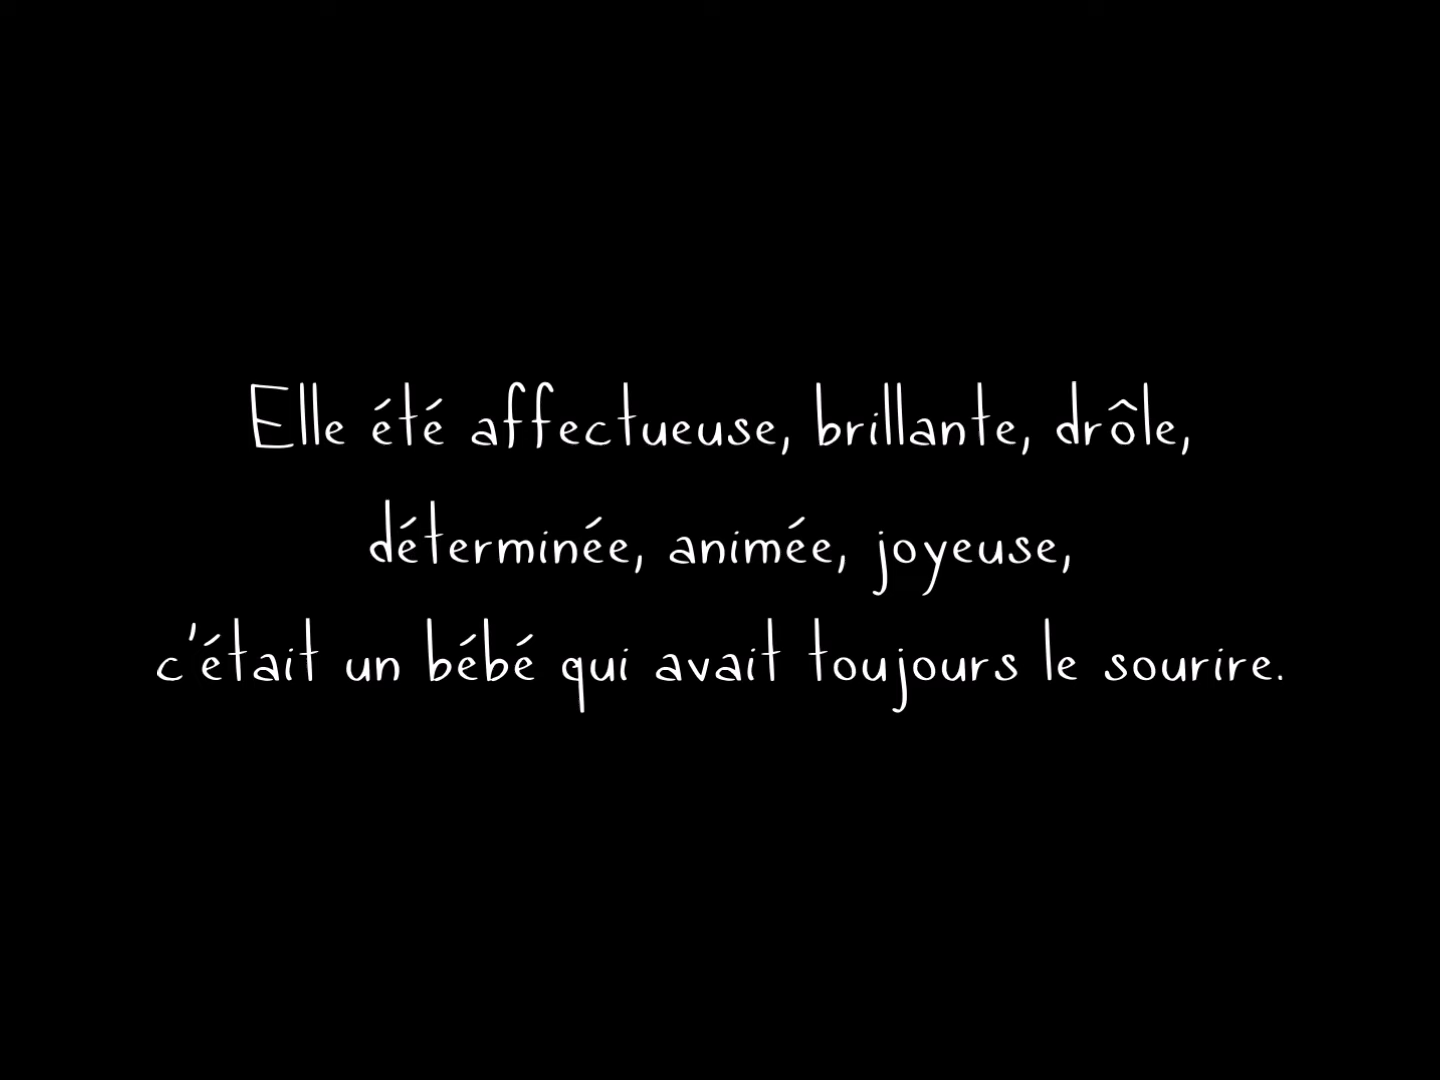 Elle été affectueuse, brillante, drôle,
déterminée, animée, joyeuse,
c'était un bébé qui avait toujours le sourire.